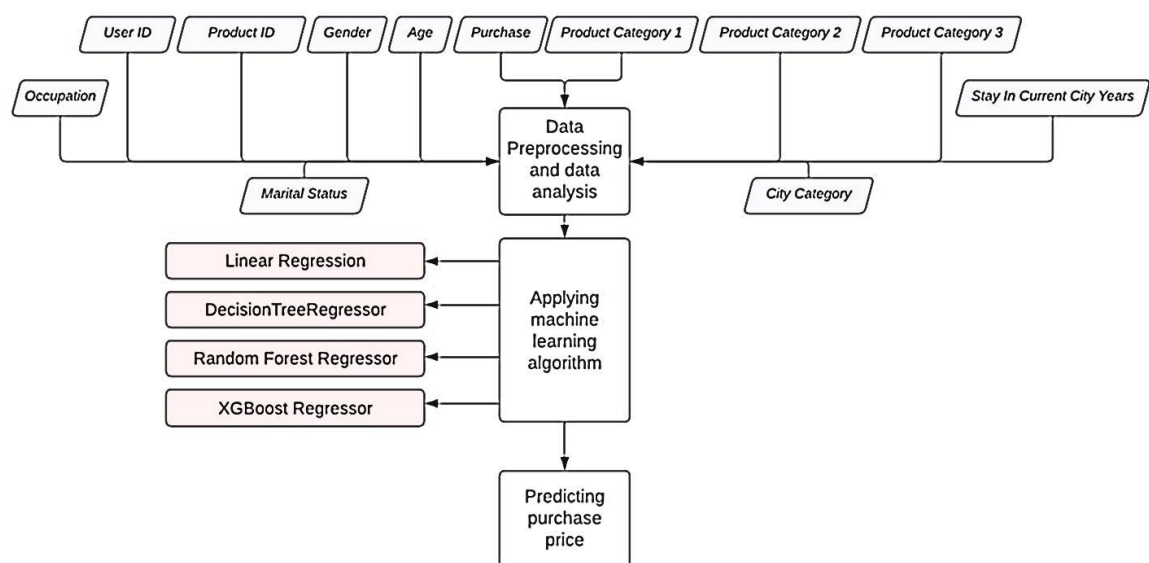 User ID
Product ID
Gender
Age
Purchase
Product Category 1
Product Category 2
Product Category 3
Occupation
Stay In Current City Years
Data
Preprocessing
and data
analysis
Marital Status
City Category
Linear Regression
DecisionTreeRegressor
Random Forest Regressor
XGBoost Regressor
Applying
machine
learning
algorithm
Predicting
purchase
price